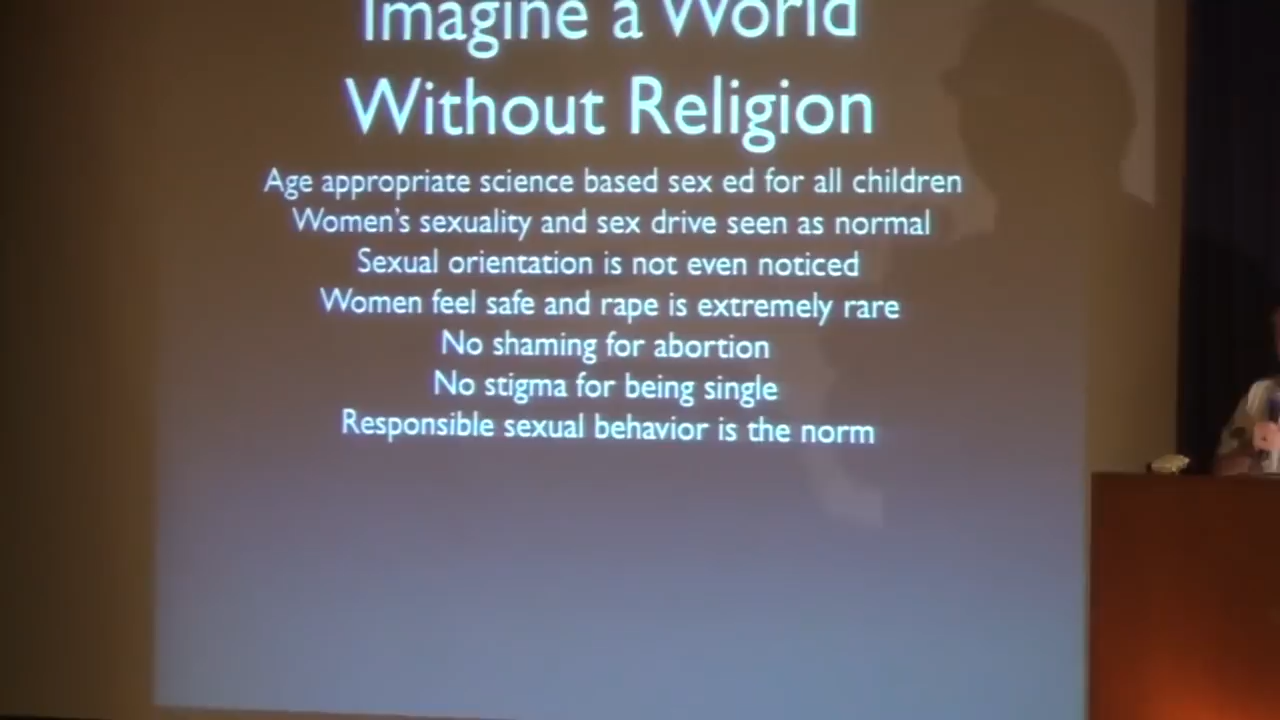 Imagine a World
Without Religion
Age appropriate science based sex ed for all children
Women's sexuality and sex drive seen as normal
Sexual orientation is not even noticed
Women feel safe and rape is extremely rare
No shaming for abortion
No stigma for being single
Responsible sexual behavior is the norm